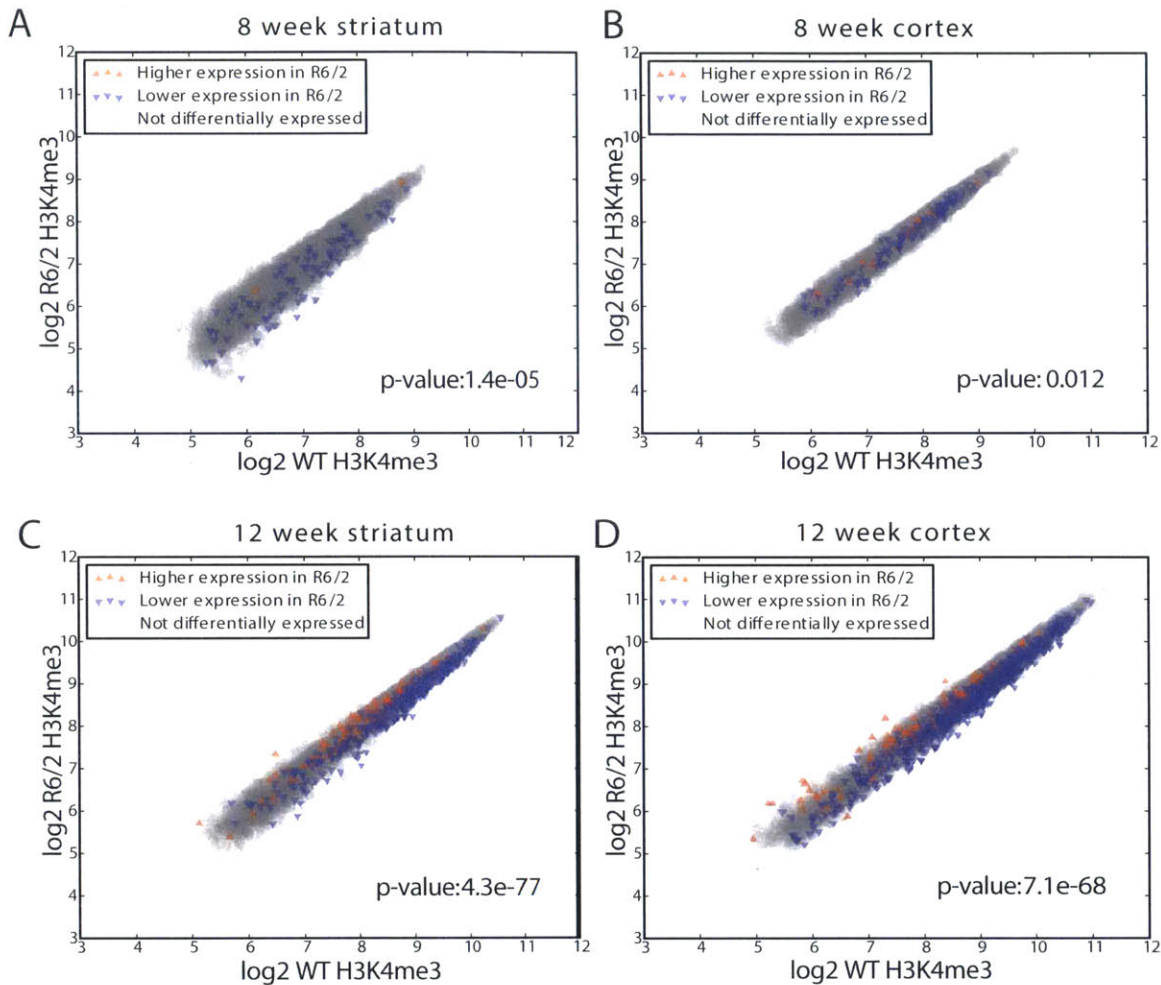 A
8 week striatum
12
11
10
9
8
7
6
5
4
3
3 4 5 6 7 8 9 10 11 12
Higher expression in R6/2
Lower expression in R6/2
Not differentially expressed
log2 R6/2 H3K4me3
log2 WT H3K4me3
p-value:1.4e-05
B
8 week cortex
12
11
10
9
8
7
6
5
4
3
3 4 5 6 7 8 9 10 11 12
Higher expression in R6/2
Lower expression in R6/2
Not differentially expressed
log2 R6/2 H3K4me3
log2 WT H3K4me3
p-value: 0.012
C
12 week striatum
12
11
10
9
8
7
6
5
4
3
3 4 5 6 7 8 9 10 11 12
Higher expression in R6/2
Lower expression in R6/2
Not differentially expressed
log2 R6/2 H3K4me3
log2 WT H3K4me3
p-value:4.3e-77
D
12 week cortex
12
11
10
9
8
7
6
5
4
3
3 4 5 6 7 8 9 10 11 12
Higher expression in R6/2
Lower expression in R6/2
Not differentially expressed
log2 R6/2 H3K4me3
log2 WT H3K4me3
p-value:7.1e-68